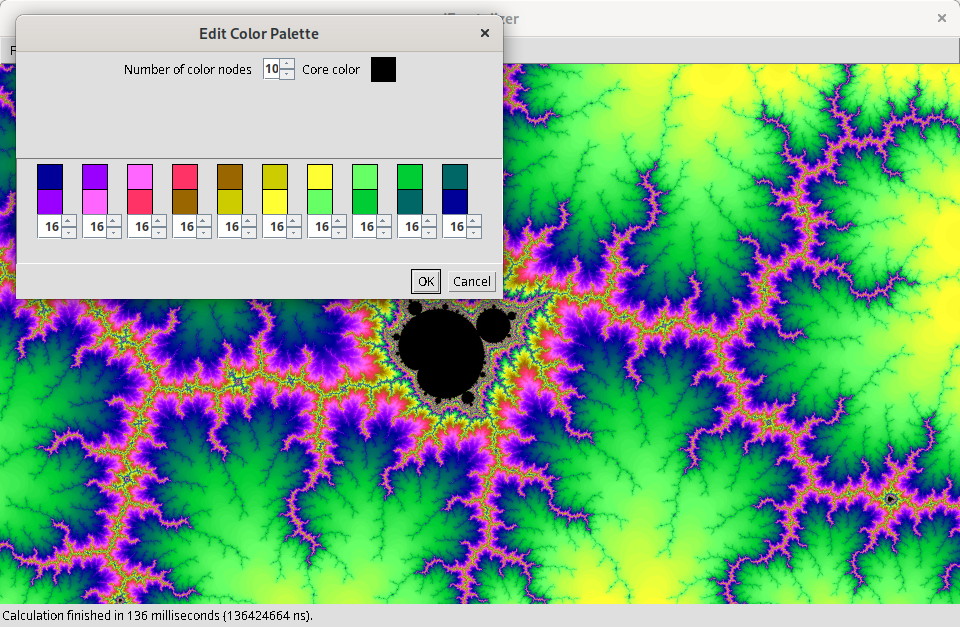 Edit Color Palette
Number of color nodes 10 Core color
16 16 16 16 16 16 16 16 16 16
OK Cancel
Calculation finished in 136 milliseconds (136424664 ns).